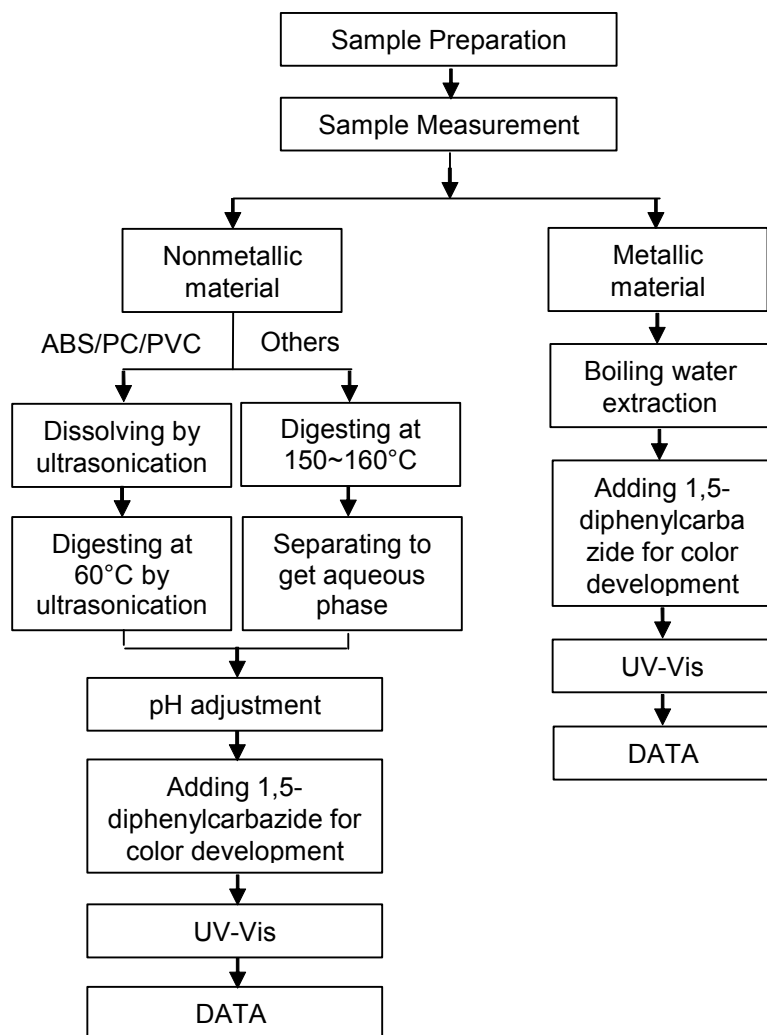 Sample Preparation
Sample Measurement
Nonmetallic
material
ABS/PC/PVC
Others
Dissolving by
ultrasonication
Digesting at
150~160°C
Digesting at
60°C by
ultrasonication
Separating to
get aqueous
phase
pH adjustment
Adding 1,5-
diphenylcarbazide for
color development
UV-Vis
DATA
Metallic
material
Boiling water
extraction
Adding 1,5-
diphenylcarba
zide for color
development
UV-Vis
DATA